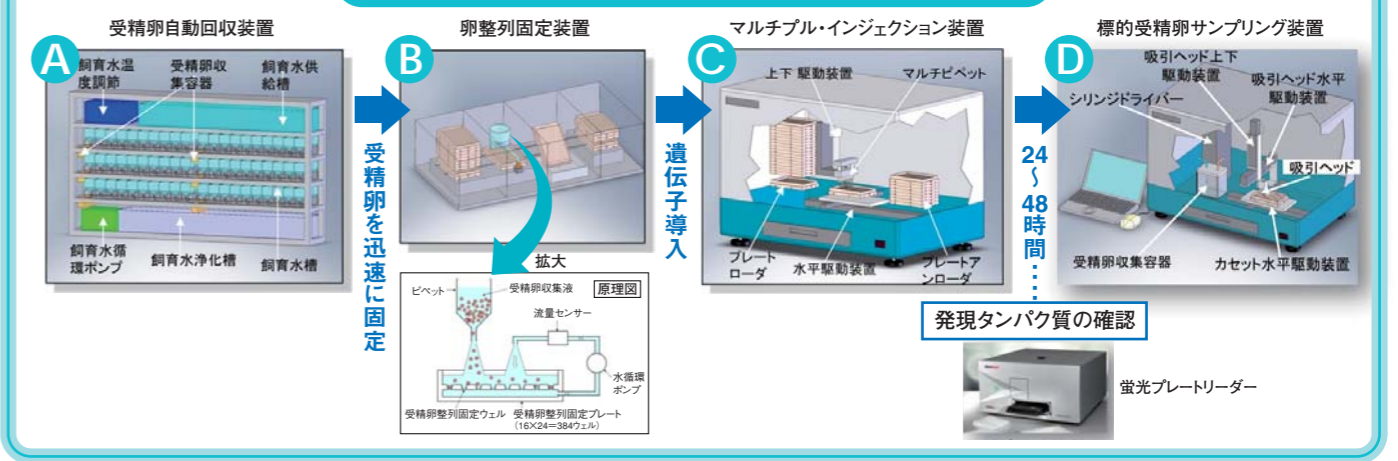 受精卵自動回収装置
A
飼育水温
度調節
受精卵収
集容器
飼育水供
給槽
飼育水循
環ポンプ
飼育水浄化槽
飼育水槽
受精卵を迅速に固定
卵整列固定装置
B
拡大
ピペット
受精卵収集液
原理図
流量センサー
水循環
ポンプ
受精卵整列固定ウェル
受精卵整列固定プレート
(16×24=384ウェル)
遺伝子導入
マルチプル・インジェクション装置
C
上下 駆動装置
マルチピペット
プレート
ローダ
水平駆動装置
プレートア
ンローダ
24
〜
48
時
間
……
発現タンパク質の確認
蛍光プレートリーダー
標的受精卵サンプリング装置
D
吸引ヘッド上下
駆動装置
吸引ヘッド水平
駆動装置
シリンジドライバー
吸引ヘッド
受精卵収集容器
カセット水平駆動装置